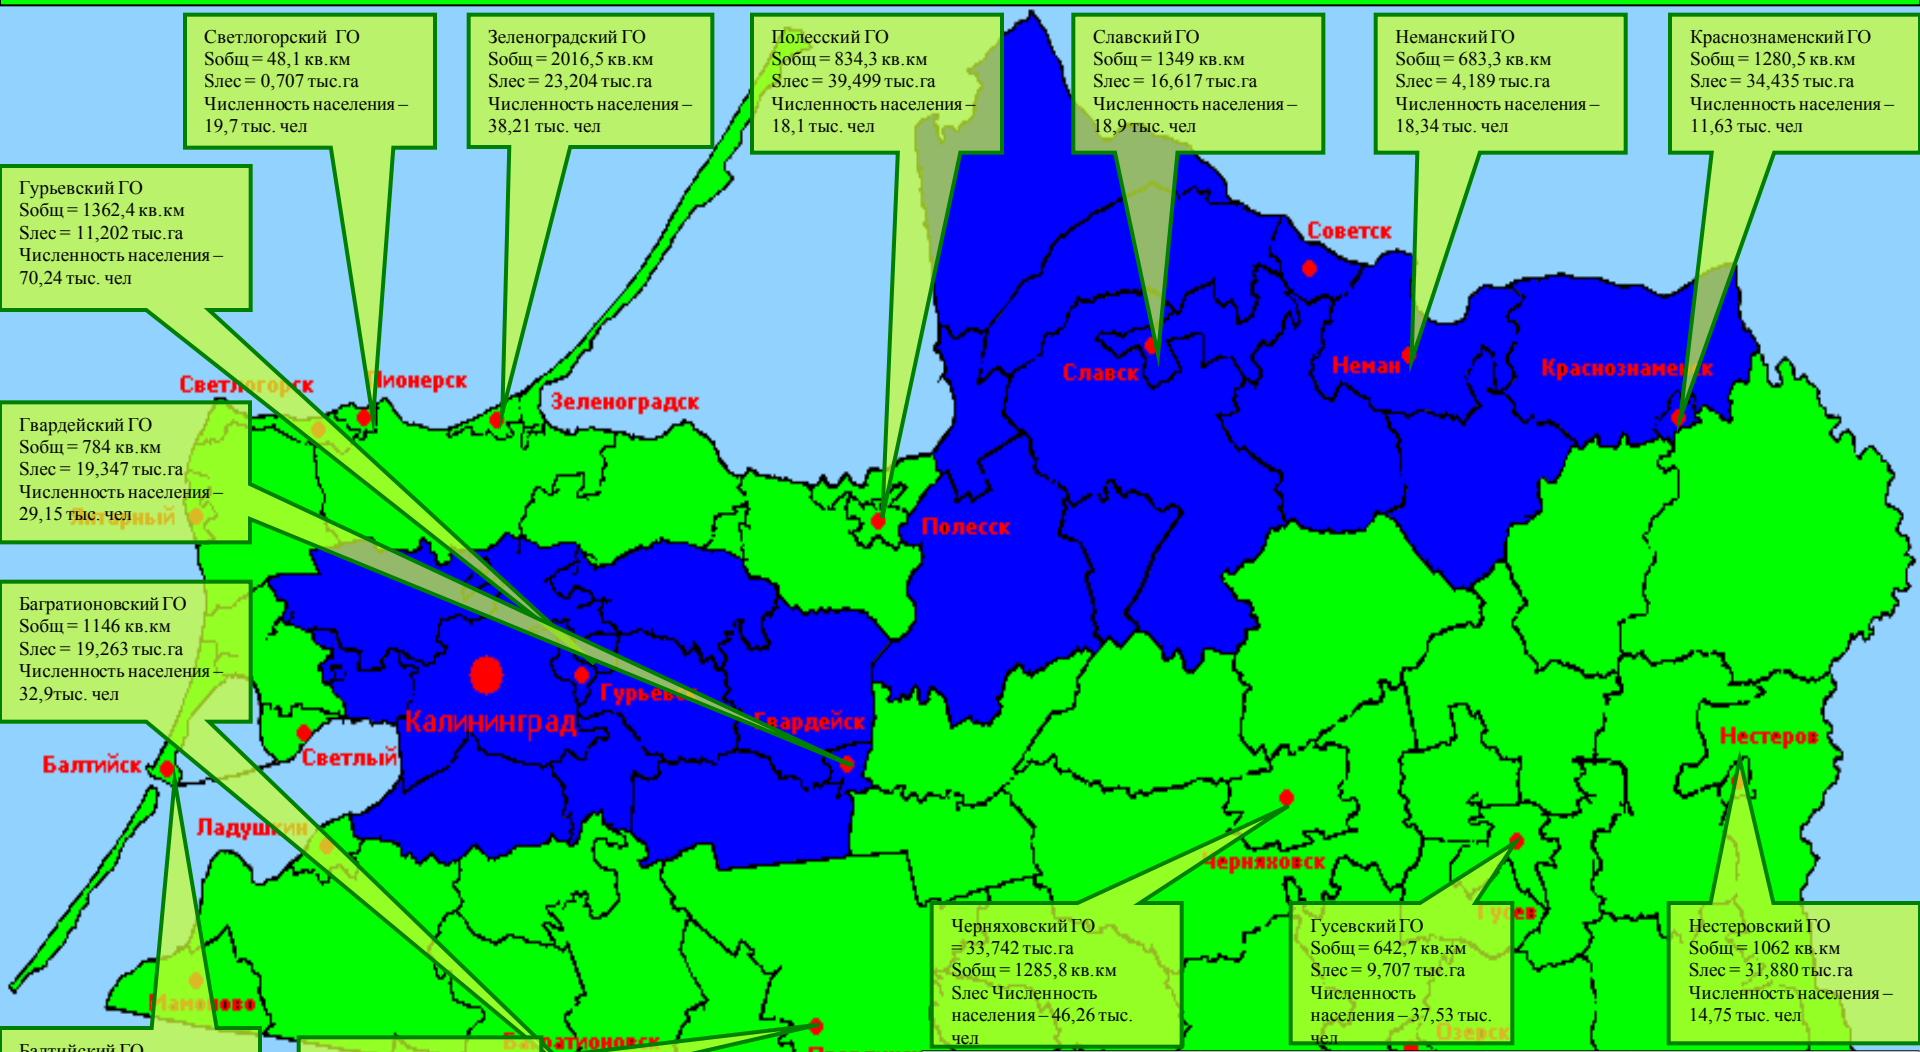 Светлогорский ГО
Sобщ = 48,1 кв.км
Sлес = 0,707 тыс.га
Численность населения –
19,7 тыс. чел
Зеленоградский ГО
Sобщ = 2016,5 кв.км
Sлес = 23,204 тыс.га
Численность населения –
38,21 тыс. чел
Полесский ГО
Sобщ = 834,3 кв.км
Sлес = 39,499 тыс.га
Численность населения –
18,1 тыс. чел
Славский ГО
Sобщ = 1349 кв.км
Sлес = 16,617 тыс.га
Численность населения –
18,9 тыс. чел
Неманский ГО
Sобщ = 683,3 кв.км
Sлес = 4,189 тыс.га
Численность населения –
18,34 тыс. чел
Краснознаменский ГО
Sобщ = 1280,5 кв.км
Sлес = 34,435 тыс.га
Численность населения –
11,63 тыс. чел
Гурьевский ГО
Sобщ = 1362,4 кв.км
Sлес = 11,202 тыс.га
Численность населения –
70,24 тыс. чел
Советск
Славск
Неман
Краснознаменск
Светлогорск
Пионерск
Зеленоградск
Гвардейский ГО
Sобщ = 784 кв.км
Sлес = 19,347 тыс.га
Численность населения –
29,15 тыс. чел
Янтарный
Полесск
Багратионовский ГО
Sобщ = 1146 кв.км
Sлес = 19,263 тыс.га
Численность населения –
32,9тыс. чел
Гурьевск
Калининград
Гвардейск
Нестеров
Балтийск
Светлый
Ладушкин
Черняховск
Гусев
Черняховский ГО
= 33,742 тыс.га
Sобщ = 1285,8 кв.км
Sлес Численность
населения – 46,26 тыс.
чел
Гусевский ГО
Sобщ = 642,7 кв.км
Sлес = 9,707 тыс.га
Численность
населения – 37,53 тыс.
чел
Нестеровский ГО
Sобщ = 1062 кв.км
Sлес = 31,880 тыс.га
Численность населения –
14,75 тыс. чел
Мамоново
Багратионовск
Озерск
Балтийский ГО